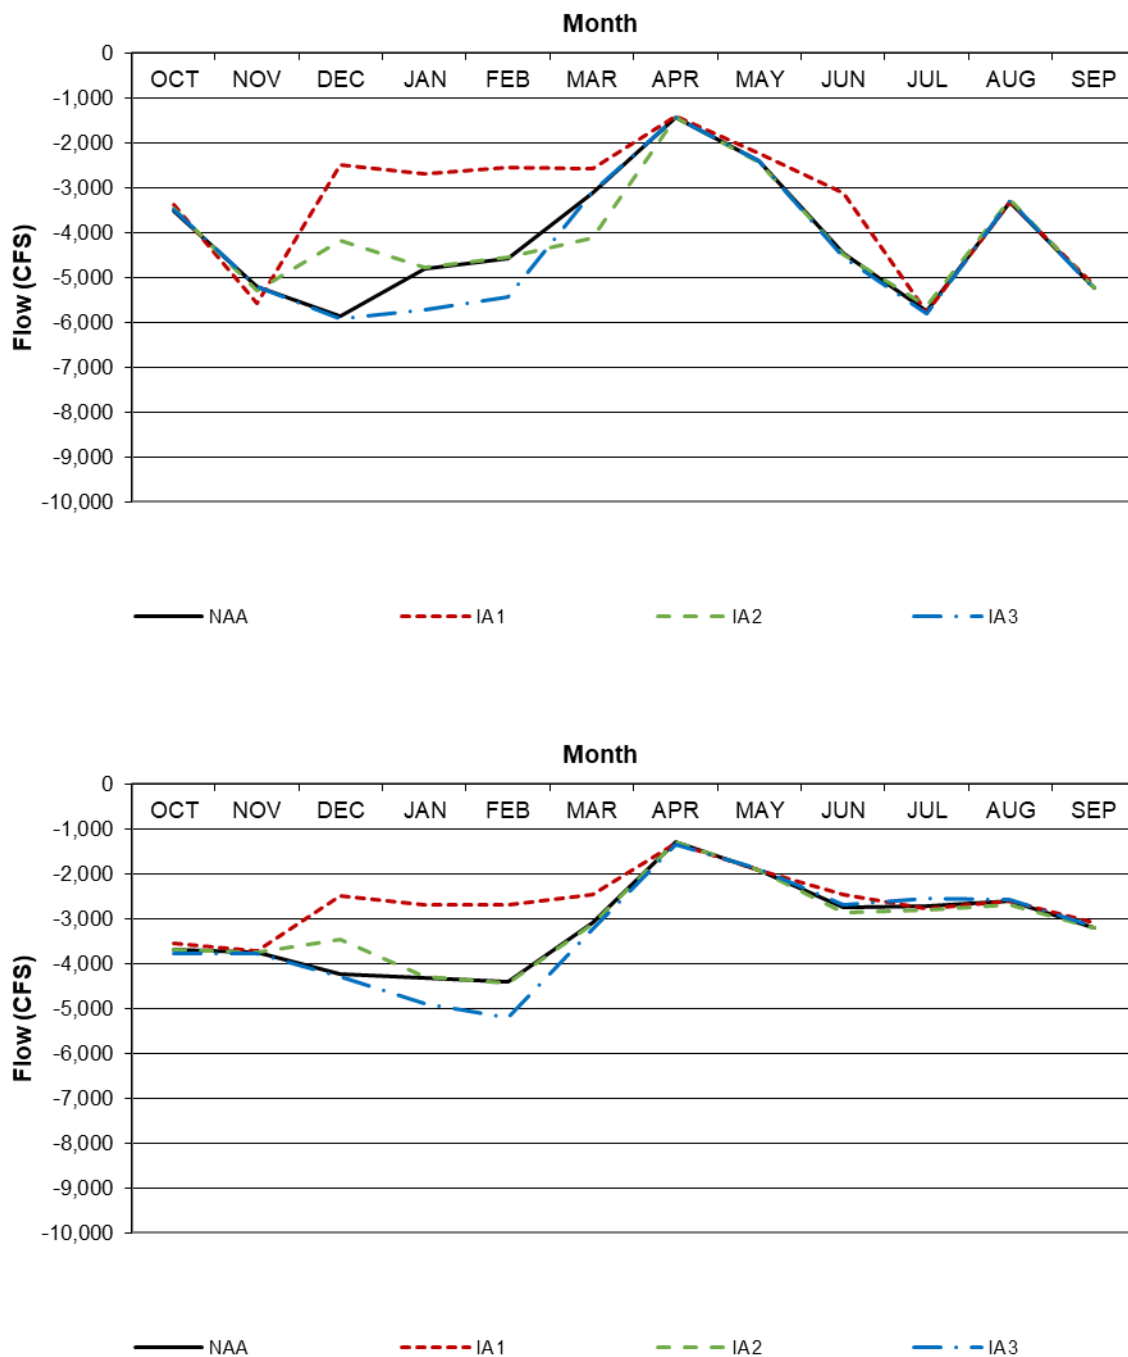 Month
0
OCT NOV DEC JAN FEB MAR APR MAY JUN JUL AUG SEP
-1,000
-2,000
-3,000
-4,000
-5,000
-6,000
-7,000
-8,000
-9,000
-10,000
Flow (CFS)
NAA IA1 IA2 IA3
Month
0
OCT NOV DEC JAN FEB MAR APR MAY JUN JUL AUG SEP
-1,000
-2,000
-3,000
-4,000
-5,000
-6,000
-7,000
-8,000
-9,000
-10,000
Flow (CFS)
NAA IA1 IA2 IA3